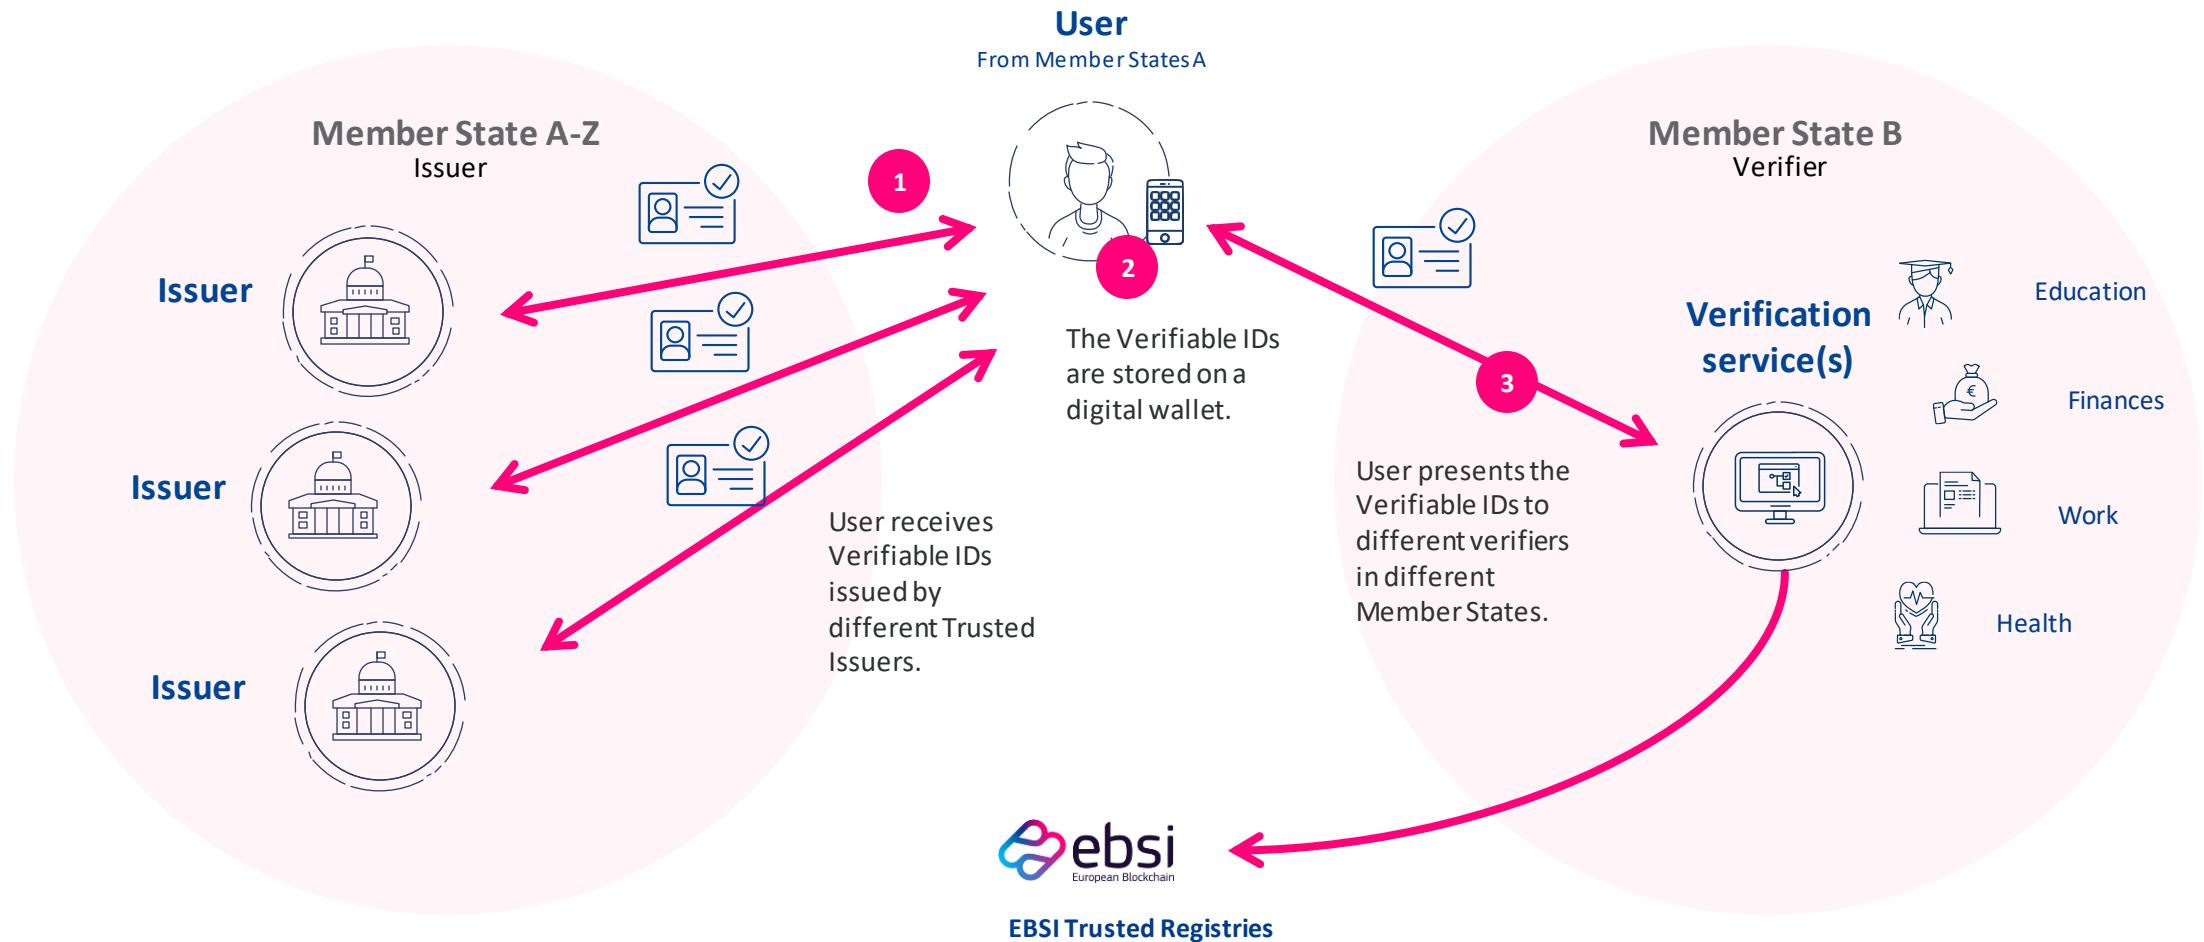 User
From Member States A
Member State A-Z
Issuer
1
Issuer
Issuer
Issuer
User receives
Verifiable IDs
issued by
different Trusted
Issuers.
2
The Verifiable IDs
are stored on a
digital wallet.
3
User presents the
Verifiable IDs to
different verifiers
in different
Member States.
Member State B
Verifier
Verification
service(s)
Education
€
Finances
Work
Health
ebsi
European Blockchain
EBSI Trusted Registries